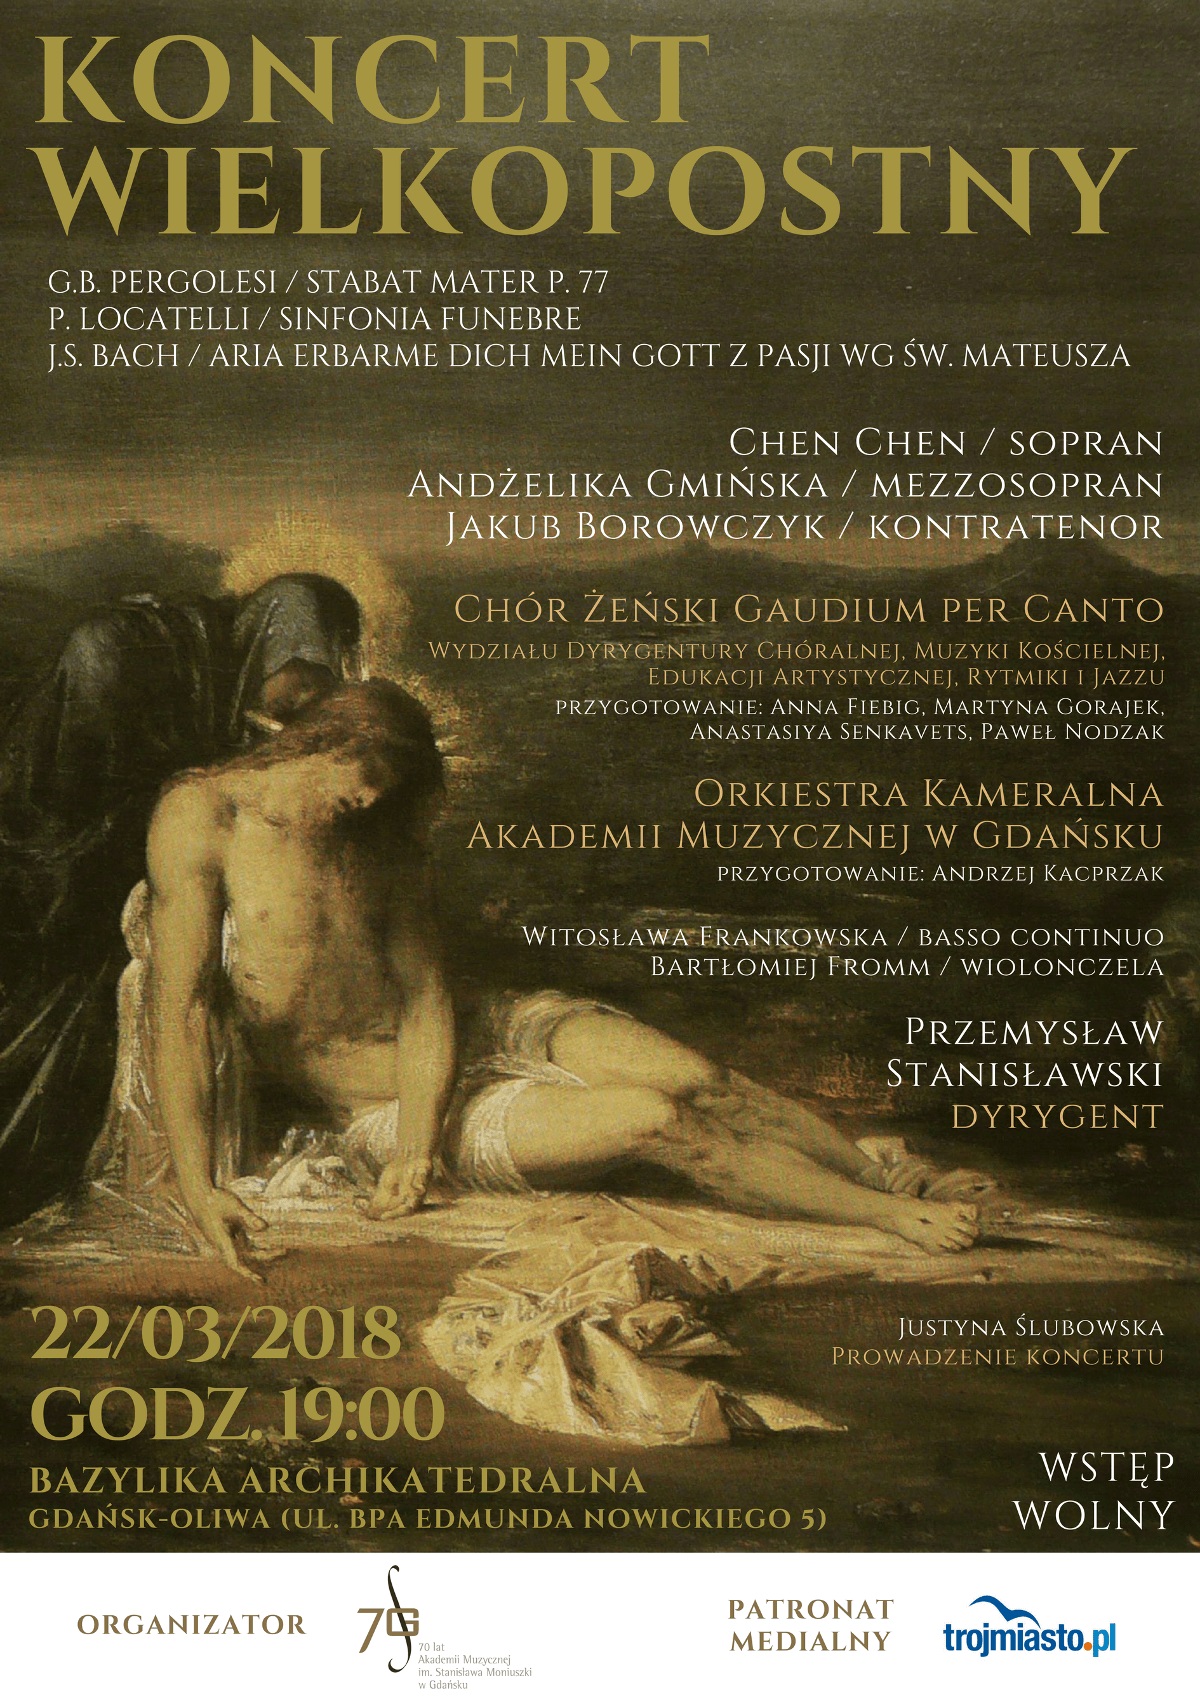 KONCERT
WIELKOPOSTNY
G.B. PERGOLESI / STABAT MATER P. 77
P. LOCATELLI / SINFONIA FUNEBRE
J.S. BACH / ARIA ERBARME DICH MEIN GOTT Z PASJI WG ŚW. MATEUSZA
CHEN CHEN / SOPRAN
ANDŻELIKA GMIŃSKA / MEZZOSOPRAN
JAKUB BOROWCZYK / KONTRATENOR
CHÓR ŻEŃSKI GAUDIUM PER CANTO
WYDZIAŁU DYRYGENTURY CHÓRALNEJ, MUZYKI KOŚCIELNEJ,
EDUKACJI ARTYSTYCZNEJ, RYTMIKI I JAZZU
PRZYGOTOWANIE: ANNA FIEBIG, MARTYNA GORAJEK,
ANASTASIYA SENKAVETS, PAWEŁ NODZAK
ORKIESTRA KAMERALNA
AKADEMII MUZYCZNEJ W GDAŃSKU
PRZYGOTOWANIE: ANDRZEJ KACPRZAK
WITOSŁAWA FRANKOWSKA / BASSO CONTINUO
BARTŁOMIEJ FROMM / WIOLONCZELA
PRZEMYSŁAW
STANISŁAWSKI
DYRYGENT
JUSTYNA ŚLUBOWSKA
PROWADZENIE KONCERTU
22/03/2018
GODZ. 19:00
BAZYLIKA ARCHIKATEDRALNA
GDAŃSK-OLIWA (UL. BPA EDMUNDA NOWICKIEGO 5)
WSTĘP
WOLNY
ORGANIZATOR
70 lat
Akademii Muzycznej
im. Stanisława Moniuszki
w Gdańsku
PATRONAT
MEDIALNY
trojmiasto.pl